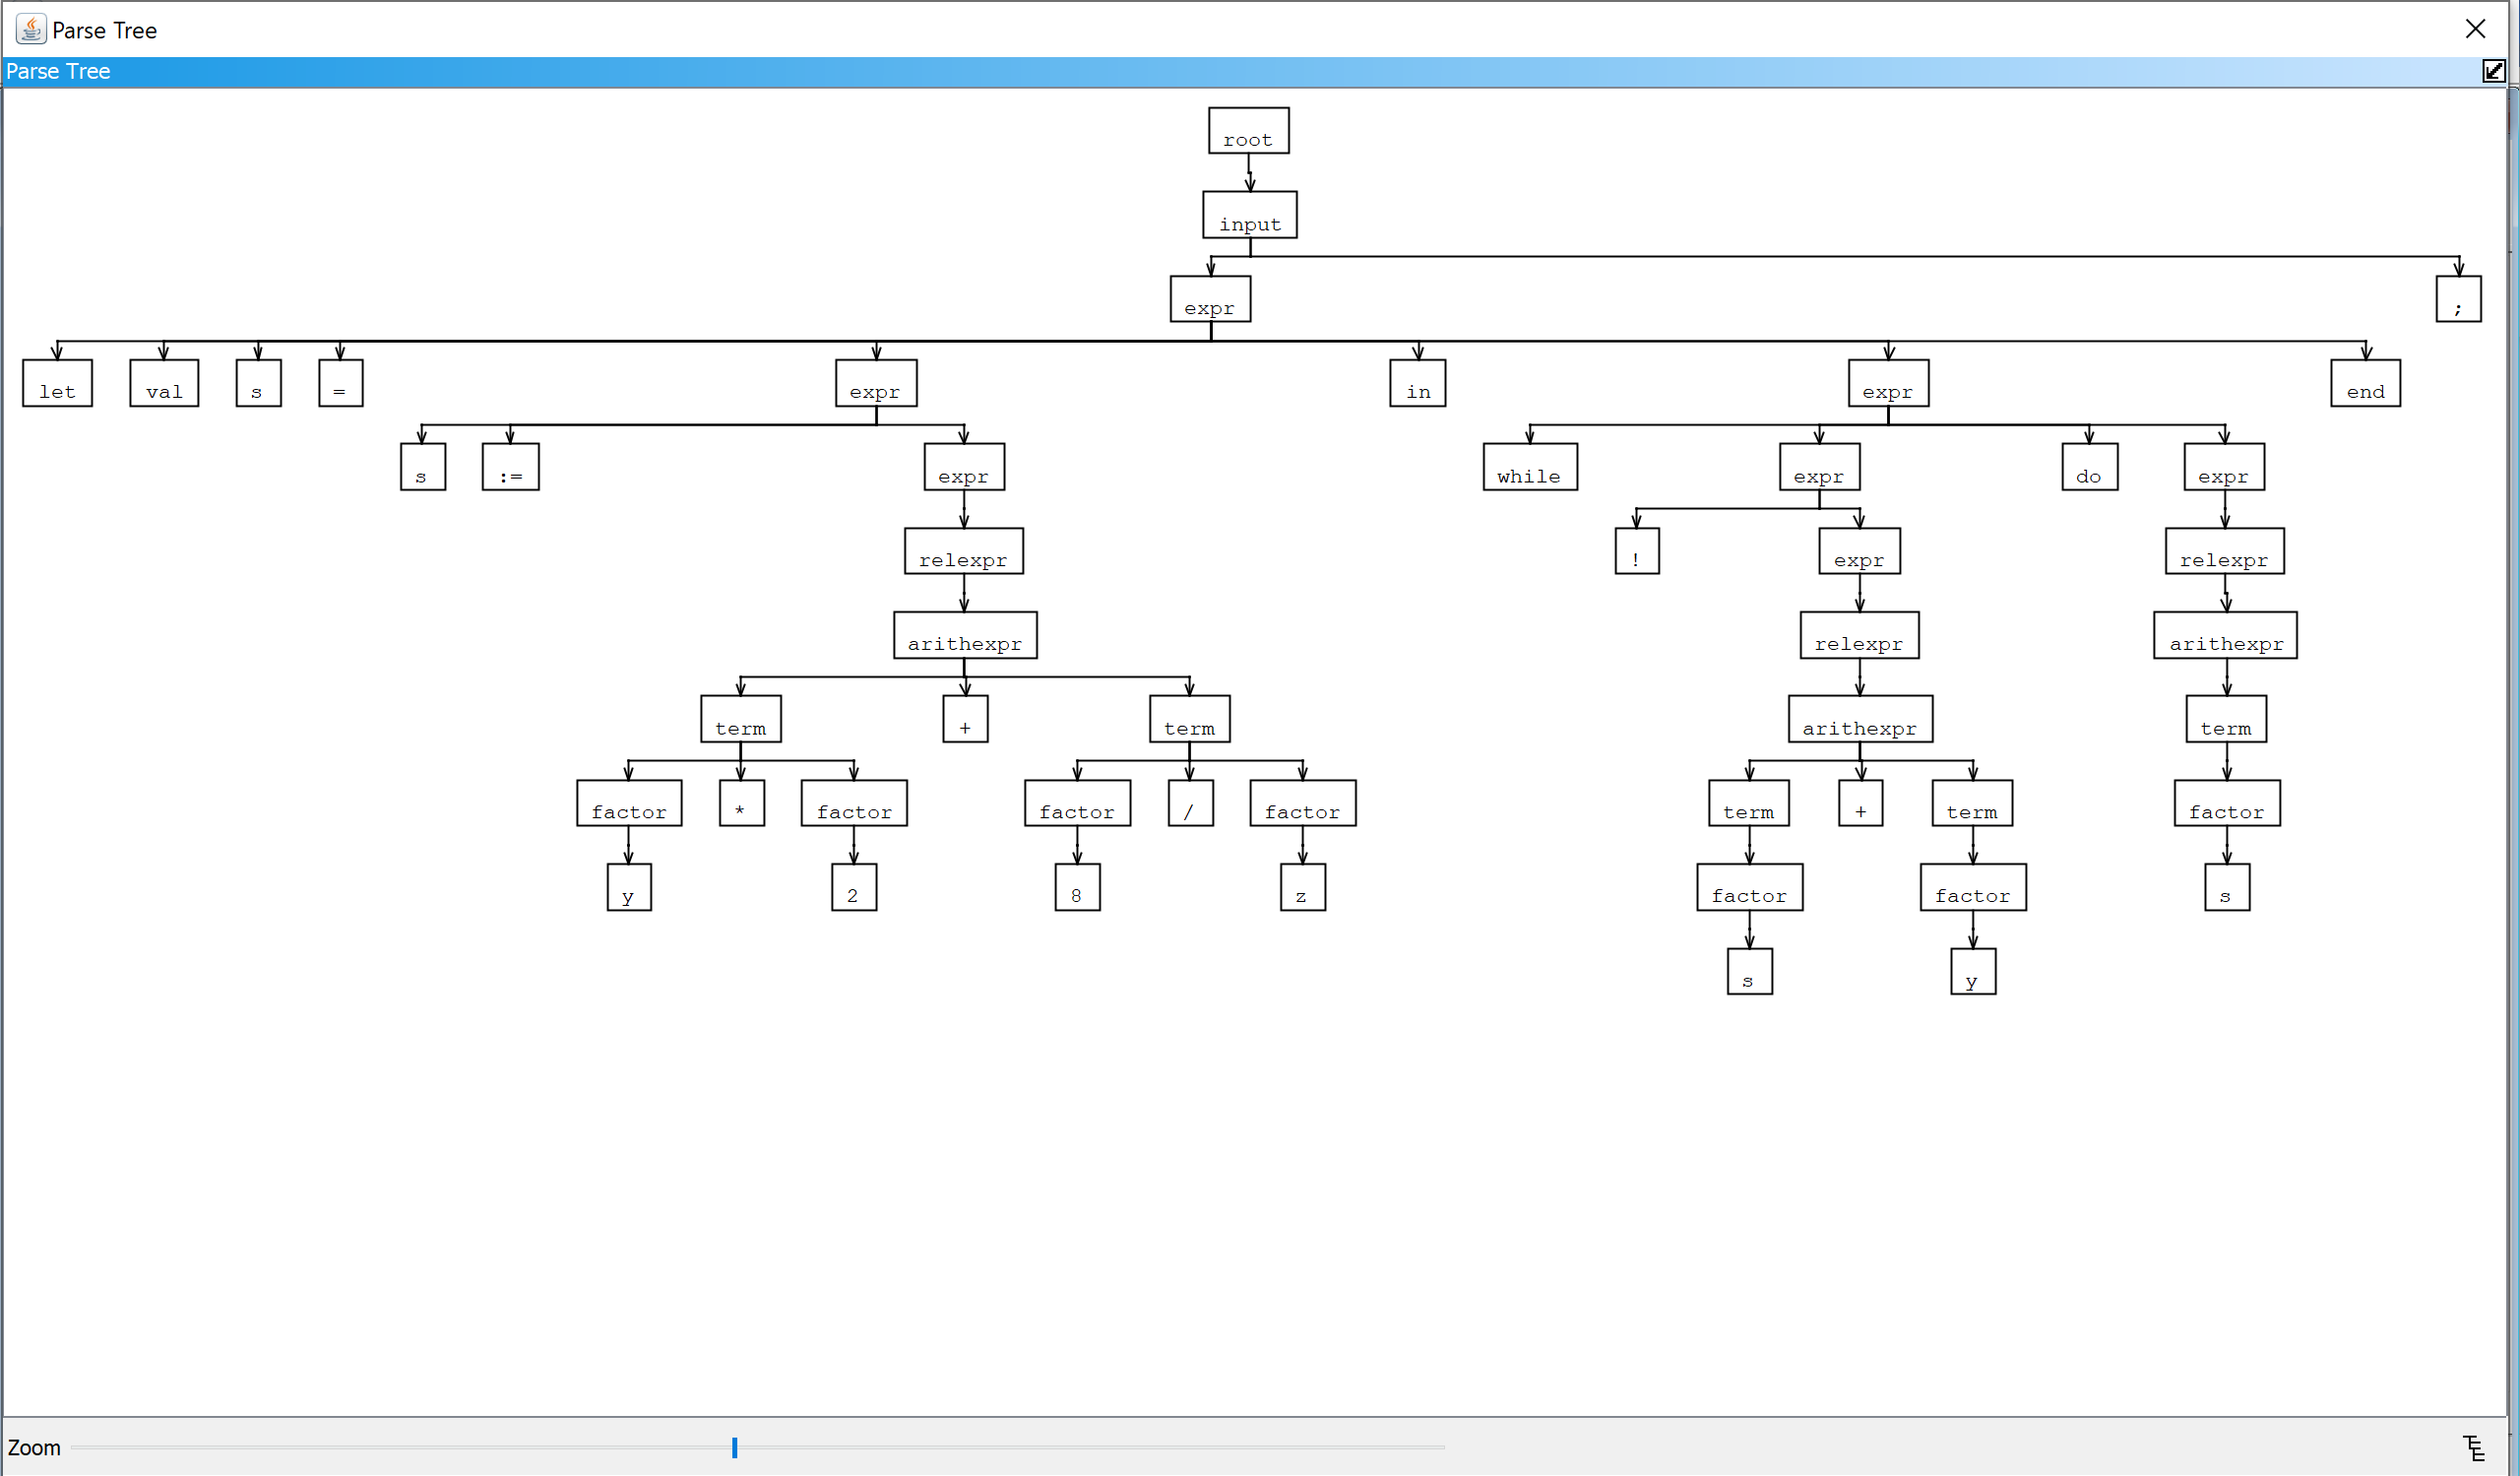 Parse Tree
Parse Tree
root
input
expr ;
let val s = expr in expr end
s := expr while expr do expr
relexpr ! expr relexpr
arithexpr relexpr arithexpr
term + term arithexpr term
factor * factor factor / factor term + term factor
y 2 8 z factor factor s
s y
Zoom